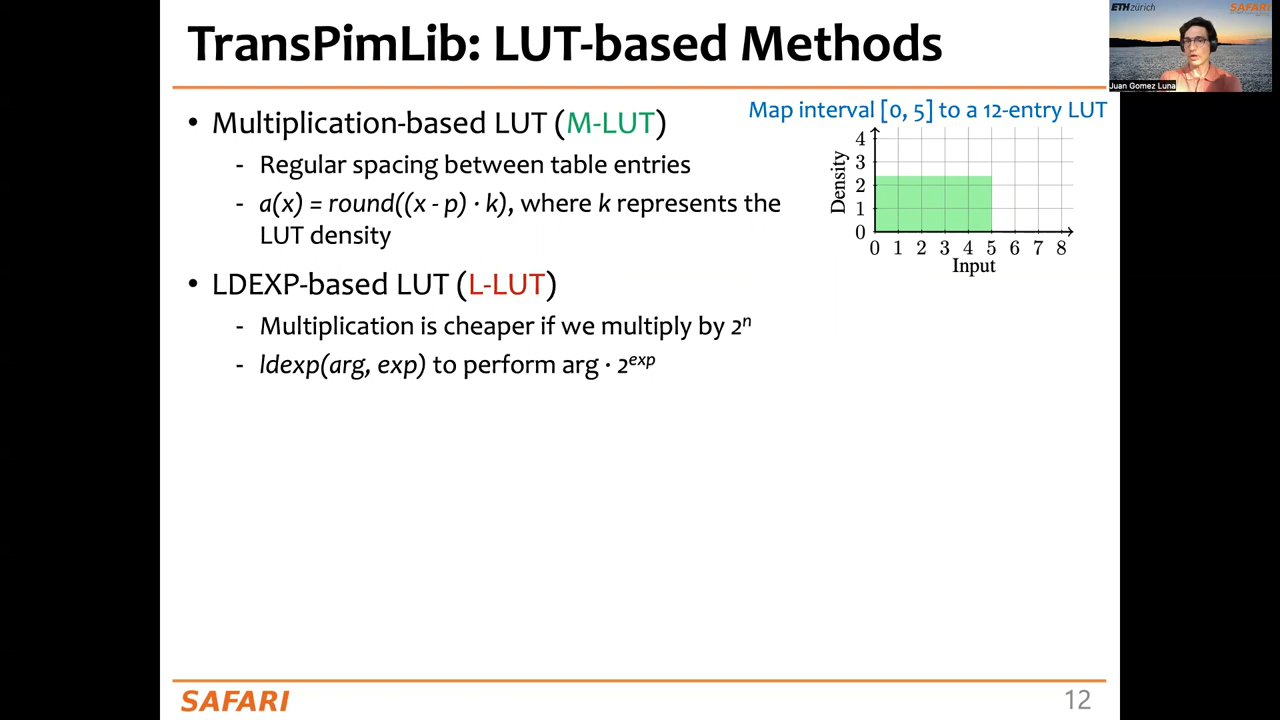 TransPimLib: LUT-based Methods
ETH zürich
SAFARI
Juan Gomez Luna
• Multiplication-based LUT (M-LUT)
- Regular spacing between table entries
- a(x) = round((x - p) · k), where k represents the
LUT density
Map interval [0, 5] to a 12-entry LUT
Density
4
3
2
1
0
0 1 2 3 4 5 6 7 8
Input
• LDEXP-based LUT (L-LUT)
- Multiplication is cheaper if we multiply by 2ⁿ
- ldexp(arg, exp) to perform arg · 2ᵉˣᵖ
SAFARI
12